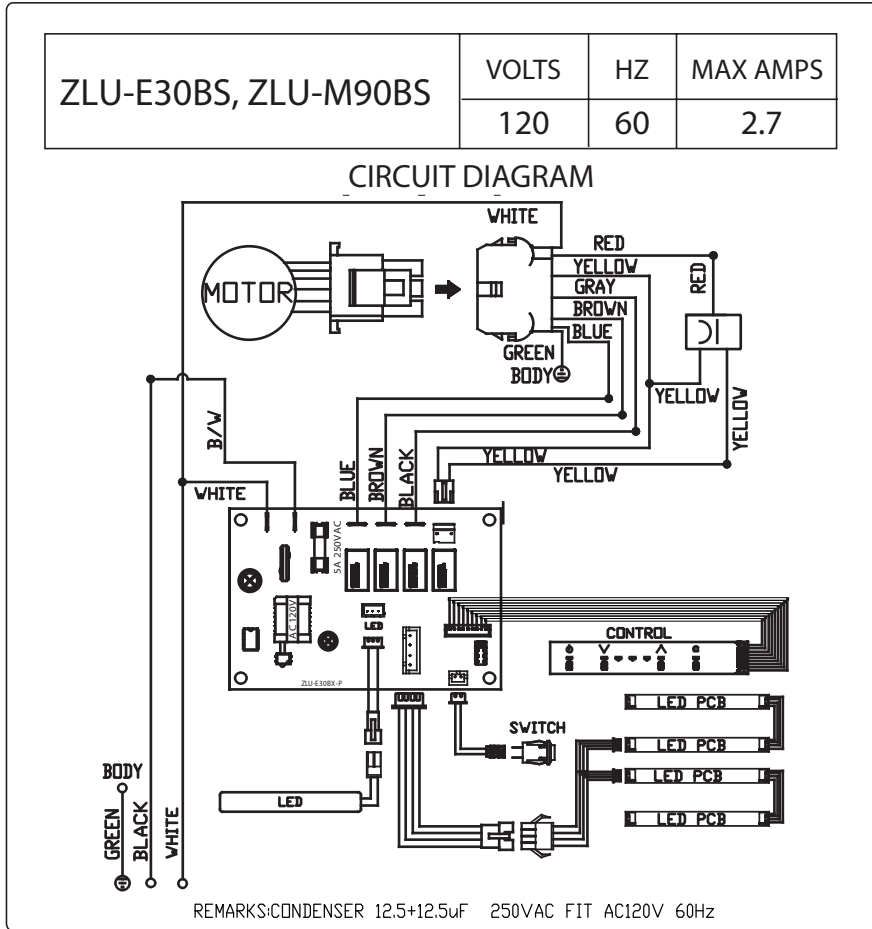 ZLU-E30BS, ZLU-M90BS
VOLTS HZ MAX AMPS
120 60 2.7
CIRCUIT DIAGRAM
WHITE
RED
YELLOW
GRAY
BROWN
BLUE
GREEN
BODY
MOTOR
RED
YELLOW
YELLOW
B/W
WHITE
BLUE
BROWN
BLACK
YELLOW
YELLOW
5A 250VAC
AC120V
LED
ZLU-E30BX-P
CONTROL
LED PCB
LED PCB
LED PCB
LED PCB
SWITCH
LED
BODY
GREEN
BLACK
WHITE
REMARKS:CONDENSER 12.5+12.5uF 250VAC FIT AC120V 60Hz